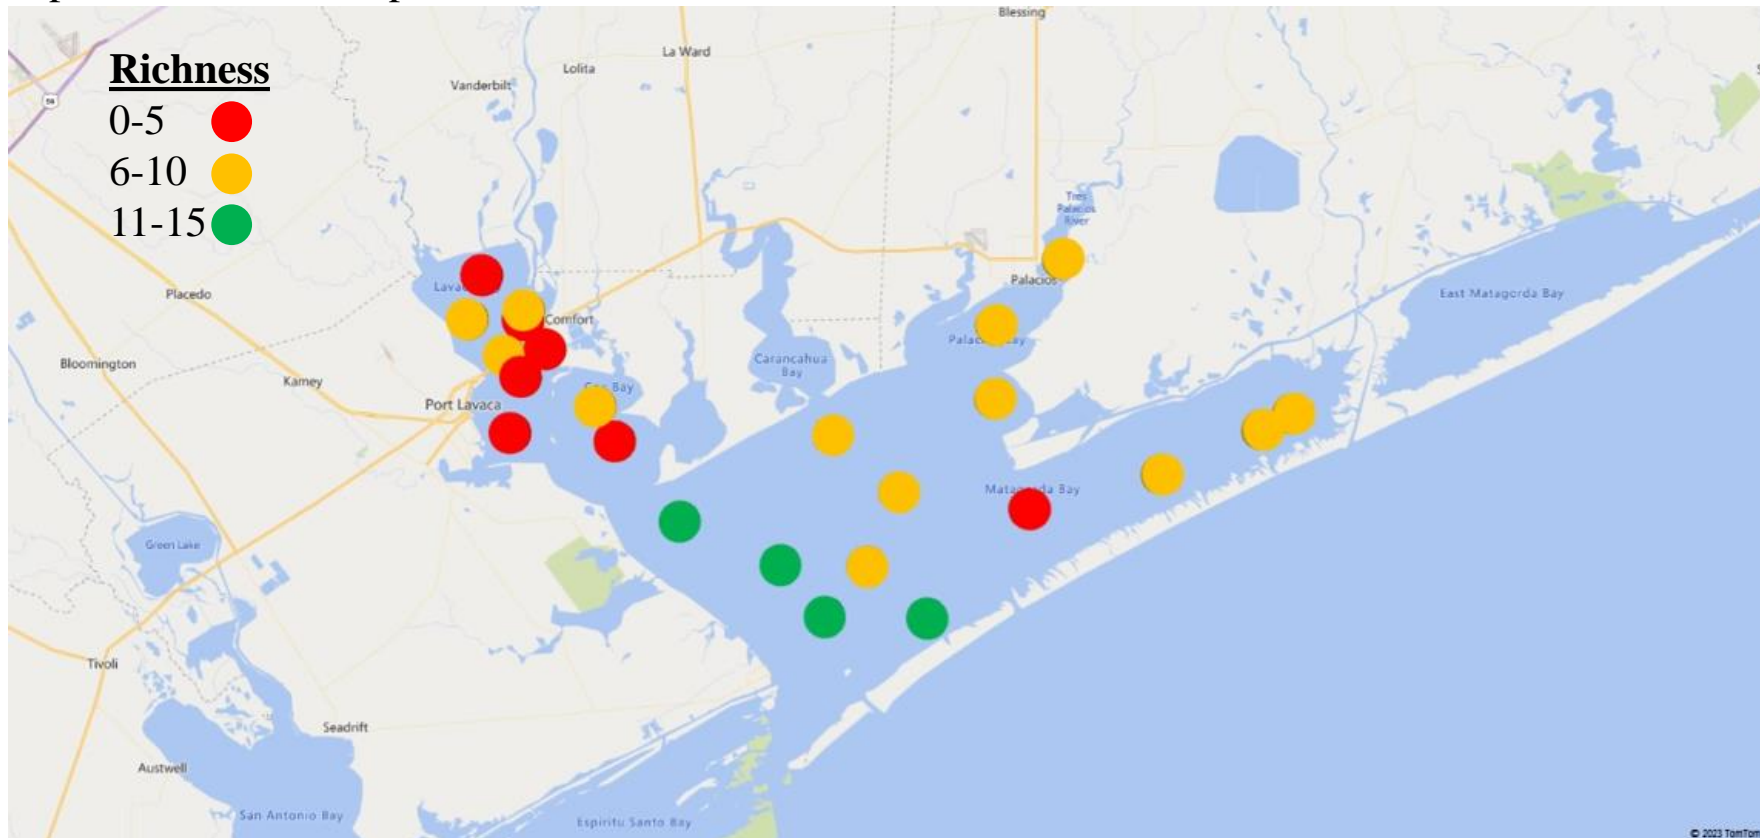 Blessing
La Ward
Richness
Lolita
Vanderbilt
0-5
6-10
11-15
Tres
Palacios
River
Palacios
Placedo
East Matagorda Bay
Comfort
Bloomington
Kamey
Carancahua
Bay
Port Lavaca
Matagorda Bay
Green Lake
Tivoli
Seadrift
Austwell
San Antonio Bay
Espiritu Santo Bay
© 2023 TomTom